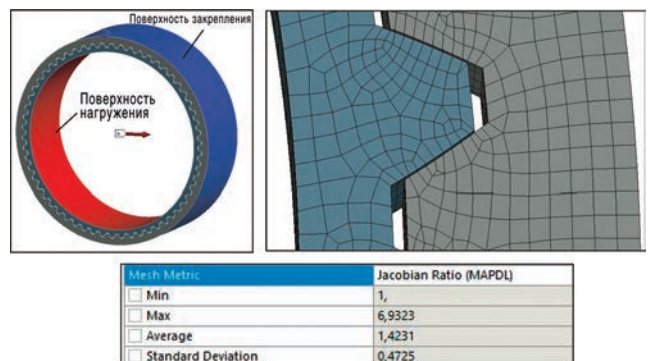 Поверхность закрепления
Поверхность
нагружения
Mesh Metric Jacobian Ratio (MAPDL)
Min 1,
Max 6,9323
Average 1,4231
Standard Deviation 0,4725